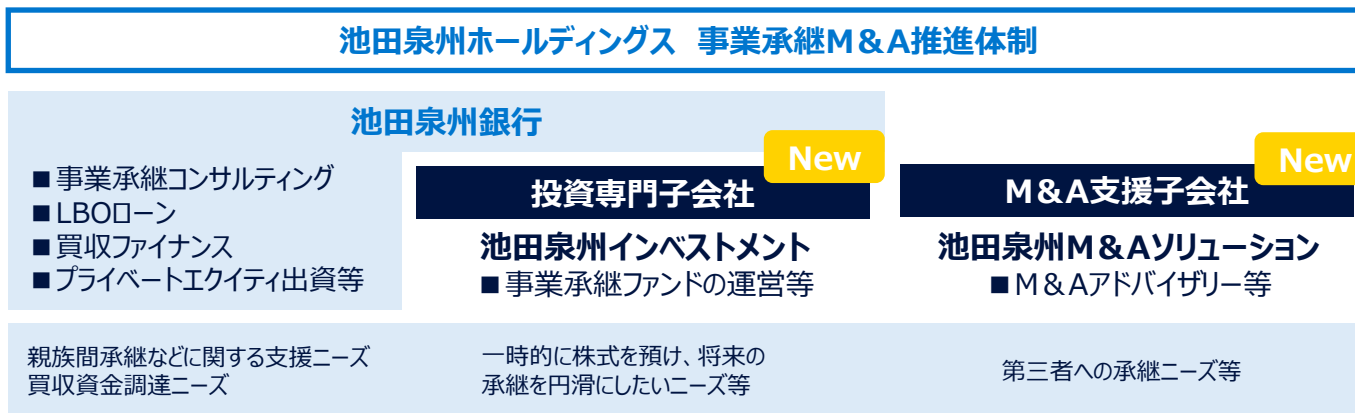 池田泉州ホールディングス 事業承継M&A推進体制
池田泉州銀行
■事業承継コンサルティング
■LBOローン
■買収ファイナンス
■プライベートエクイティ出資等
New
投資専門子会社
池田泉州インベストメント
■事業承継ファンドの運営等
New
M&A支援子会社
池田泉州M&Aソリューション
■M&Aアドバイザリー等
親族間承継などに関する支援ニーズ
買収資金調達ニーズ
一時的に株式を預け、将来の
承継を円滑にしたいニーズ等
第三者への承継ニーズ等